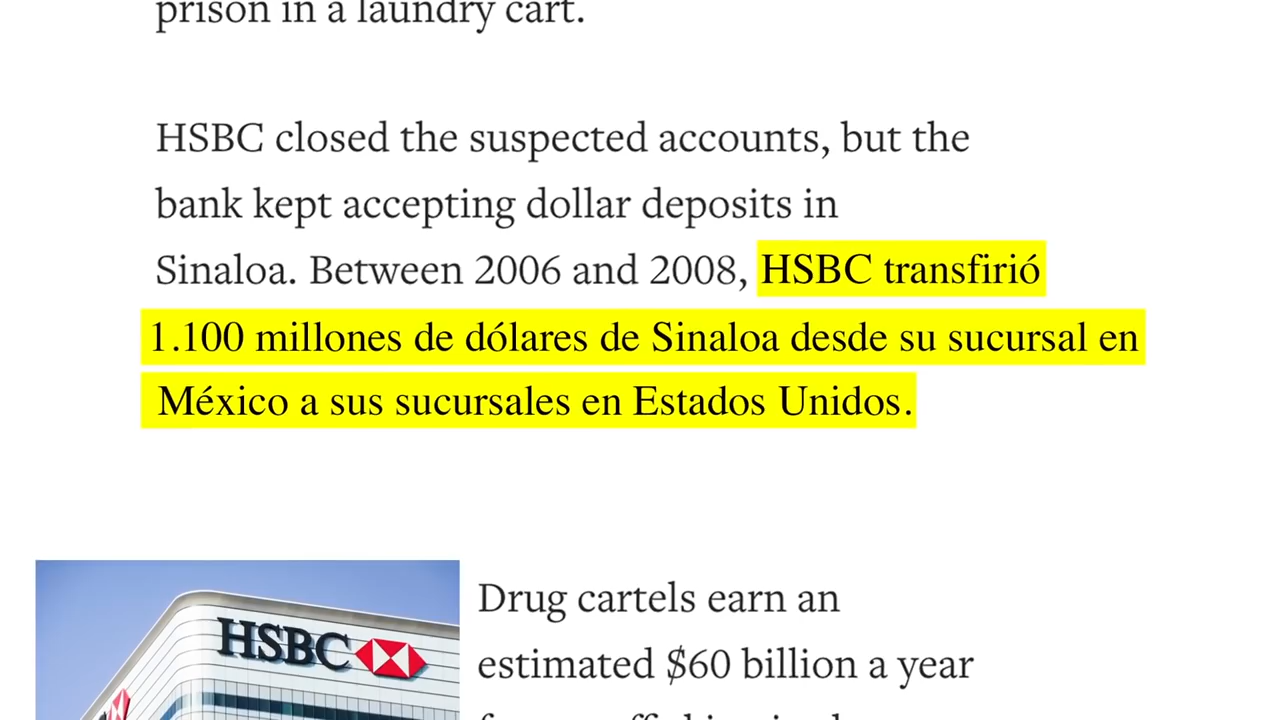 prison in a laundry cart.
HSBC closed the suspected accounts, but the
bank kept accepting dollar deposits in
Sinaloa. Between 2006 and 2008, HSBC transfirió
1.100 millones de dólares de Sinaloa desde su sucursal en
México a sus sucursales en Estados Unidos.
HSBC
Drug cartels earn an
estimated $60 billion a year